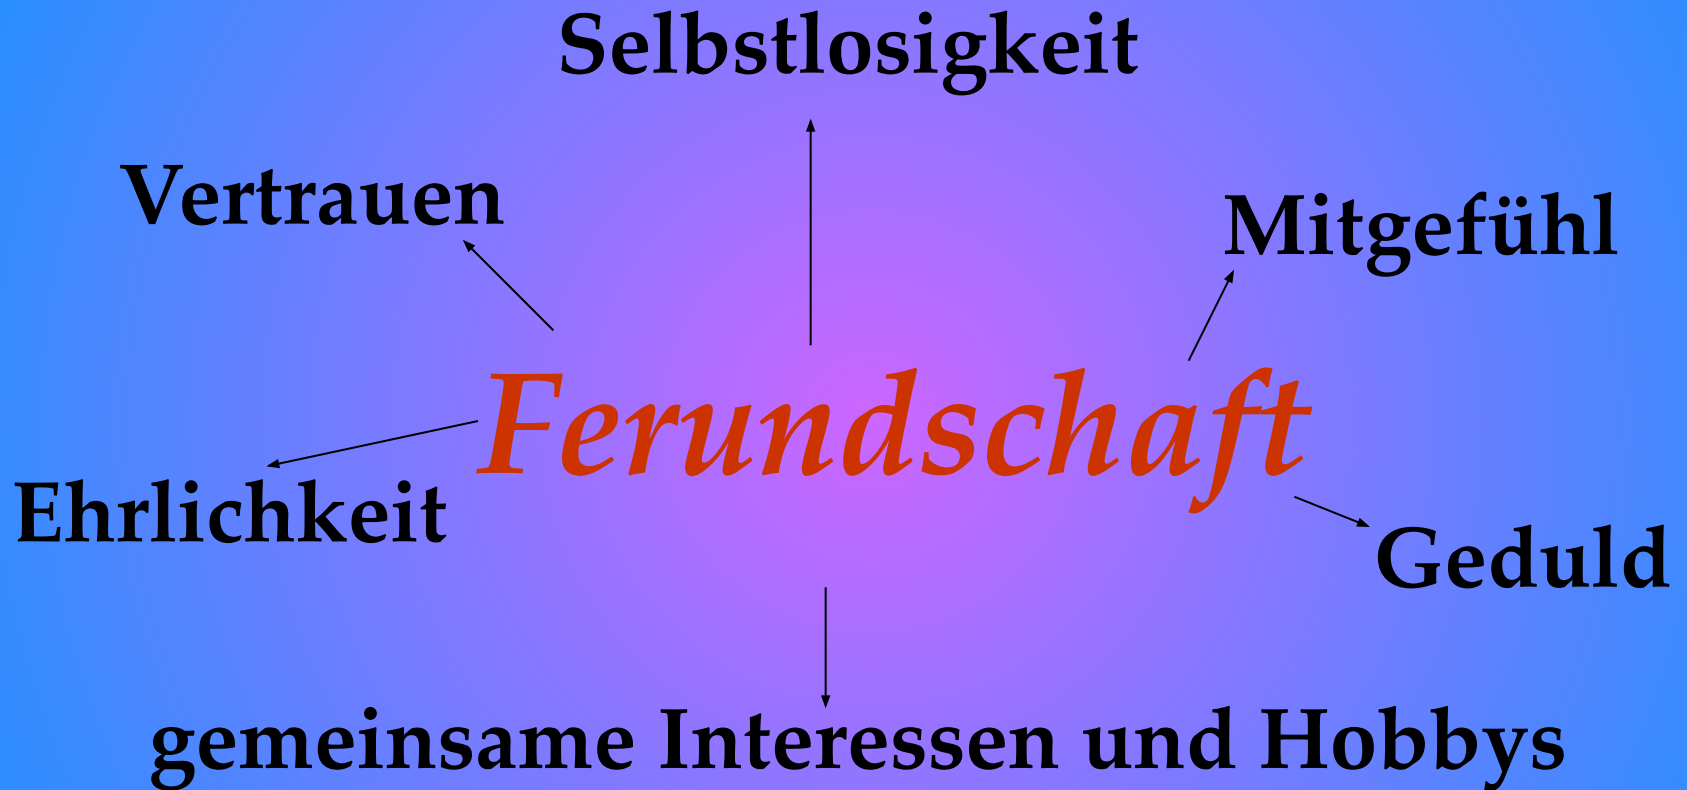 Selbstlosigkeit
Vertrauen
Mitgefühl
Ferundschaft
Ehrlichkeit
Geduld
gemeinsame Interessen und Hobbys